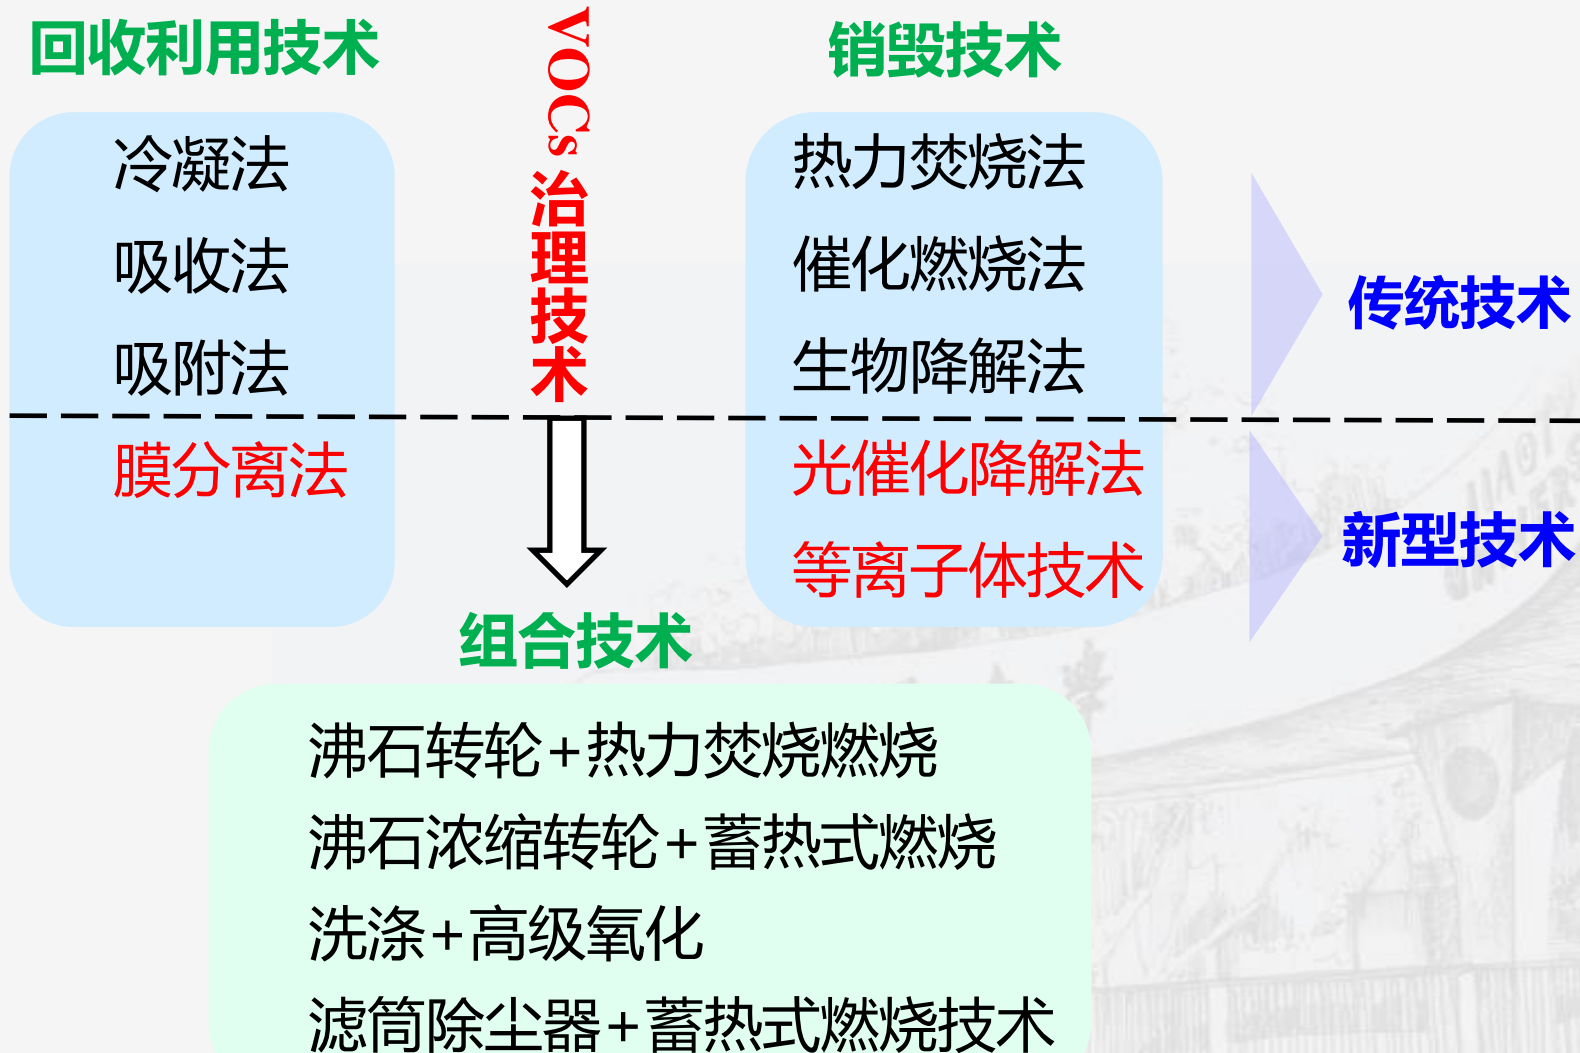 回收利用技术
冷凝法
吸收法
吸附法
膜分离法
VOCs治理技术
销毁技术
热力焚烧法
催化燃烧法
生物降解法
光催化降解法
等离子体技术
传统技术
新型技术
组合技术
沸石转轮+热力焚烧燃烧
沸石浓缩转轮+蓄热式燃烧
洗涤+高级氧化
滤筒除尘器+蓄热式燃烧技术